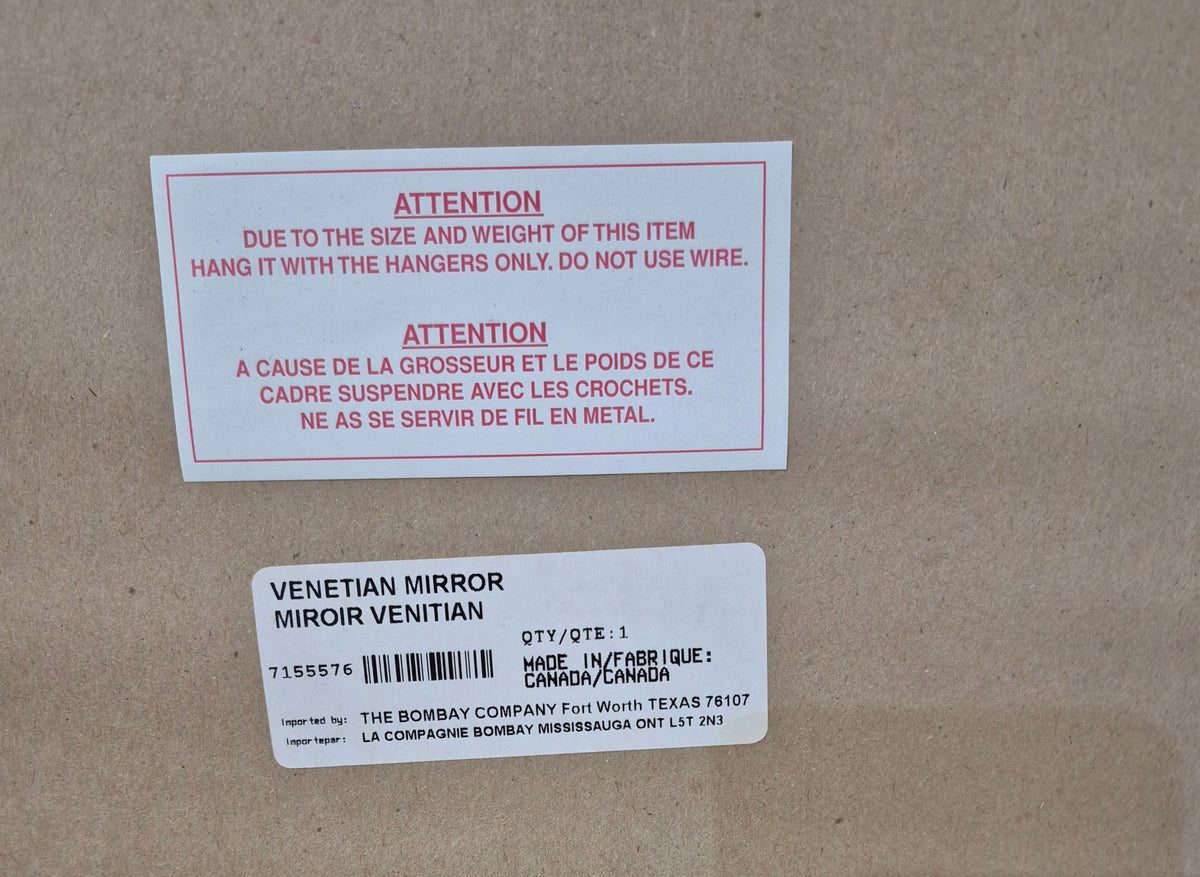 ATTENTION
DUE TO THE SIZE AND WEIGHT OF THIS ITEM
HANG IT WITH THE HANGERS ONLY. DO NOT USE WIRE.
ATTENTION
A CAUSE DE LA GROSSEUR ET LE POIDS DE CE
CADRE SUSPENDRE AVEC LES CROCHETS.
NE AS SE SERVIR DE FIL EN METAL.
VENETIAN MIRROR
MIROIR VENITIAN
QTY/QTE:1
7155576
MADE IN/FABRIQUE:
CANADA/CANADA
Imported by: THE BOMBAY COMPANY Fort Worth TEXAS 76107
Importepar: LA COMPAGNIE BOMBAY MISSISSAUGA ONT L5T 2N3